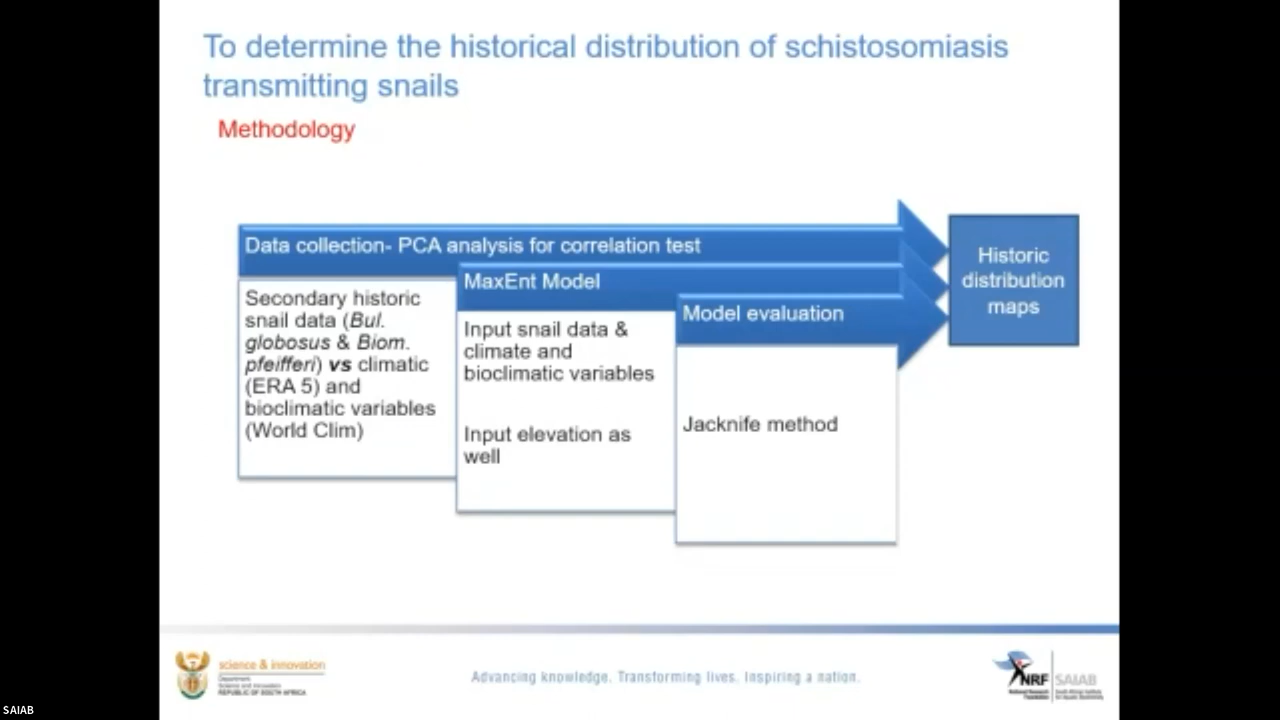 To determine the historical distribution of schistosomiasis
transmitting snails
Methodology
Data collection- PCA analysis for correlation test
Secondary historic
snail data (Bul.
globosus & Biom.
pfeifferi) vs climatic
(ERA 5) and
bioclimatic variables
(World Clim)
MaxEnt Model
Input snail data &
climate and
bioclimatic variables
Input elevation as
well
Model evaluation
Jacknife method
Historic
distribution
maps
science & innovation
Department:
Science and Innovation
REPUBLIC OF SOUTH AFRICA
Advancing knowledge. Transforming lives. Inspiring a nation.
NRF
National Research
Foundation
SAIAB
South African Institute
for Aquatic Biodiversity
SAIAB